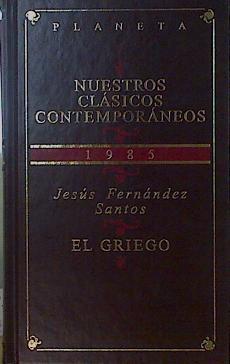 PLANETA
NUESTROS
CLÁSICOS
CONTEMPORÁNEOS
1985
Jesús Fernández
Santos
EL GRIEGO